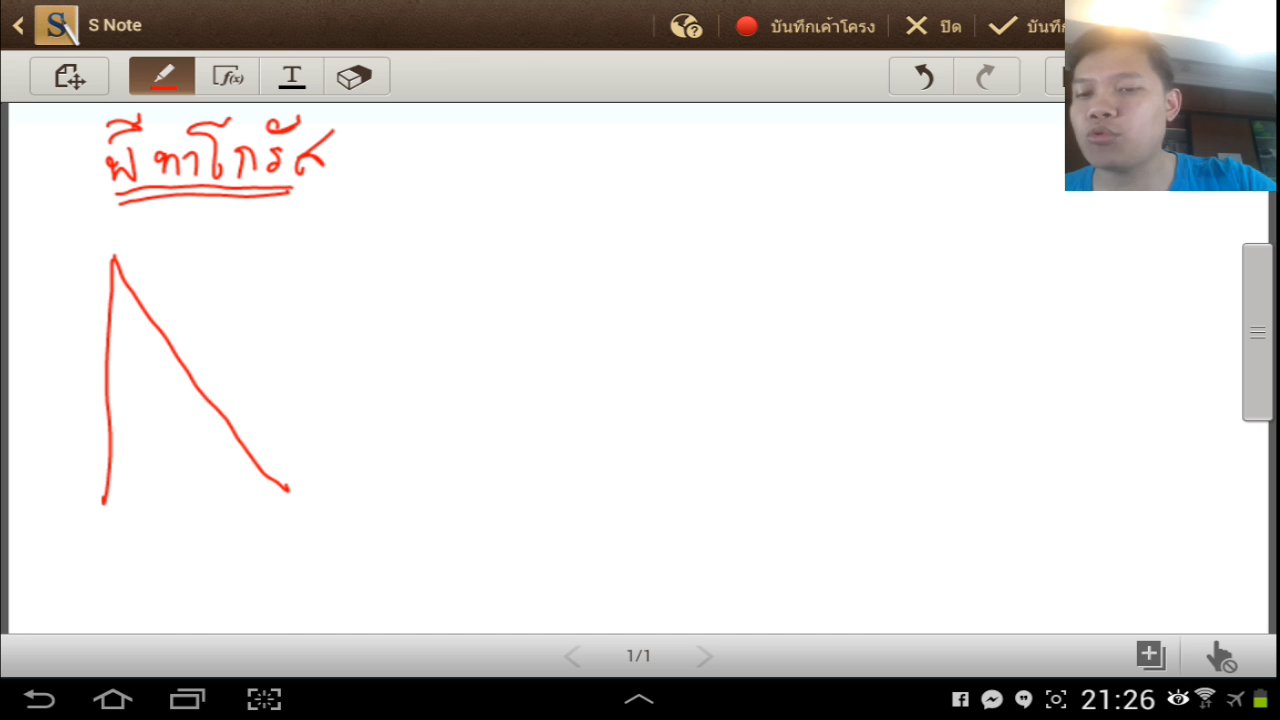 S Note
บันทึกเค้าโครง
ปิด
บันทึ
f(x)
T
พีทาโกรัส
1/1
21:26